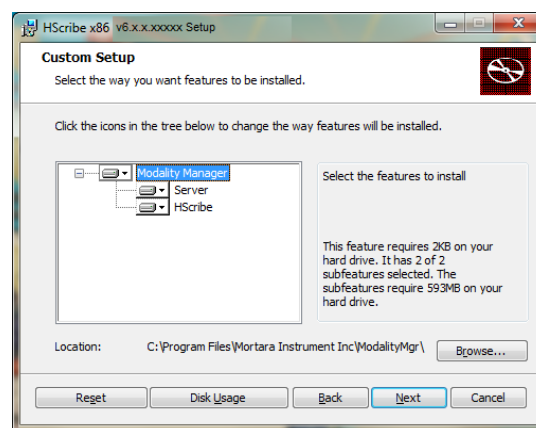 HScribe x86 v6.x.x.xxxxx Setup
Custom Setup
Select the way you want features to be installed.
Click the icons in the tree below to change the way features will be installed.
Modality Manager
Server
HScribe
Select the features to install
This feature requires 2KB on your
hard drive. It has 2 of 2
subfeatures selected. The
subfeatures require 593MB on your
hard drive.
Location: C:\Program Files\Mortara Instrument Inc\ModalityMgr\ Browse...
Reset Disk Usage Back Next Cancel